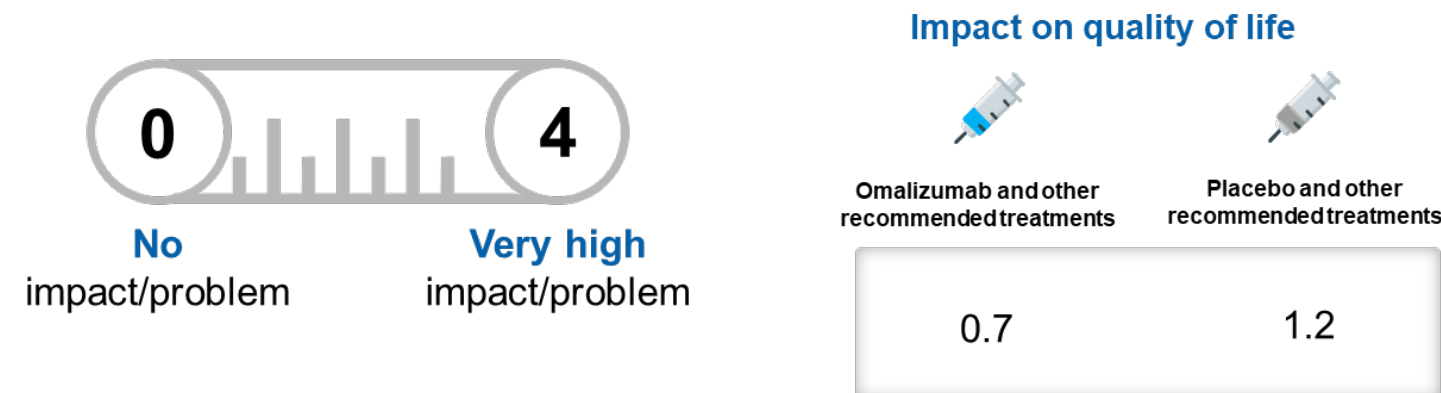 0
4
No
impact/problem
Very high
impact/problem
Impact on quality of life
Omalizumab and other
recommended treatments
Placebo and other
recommended treatments
0.7
1.2